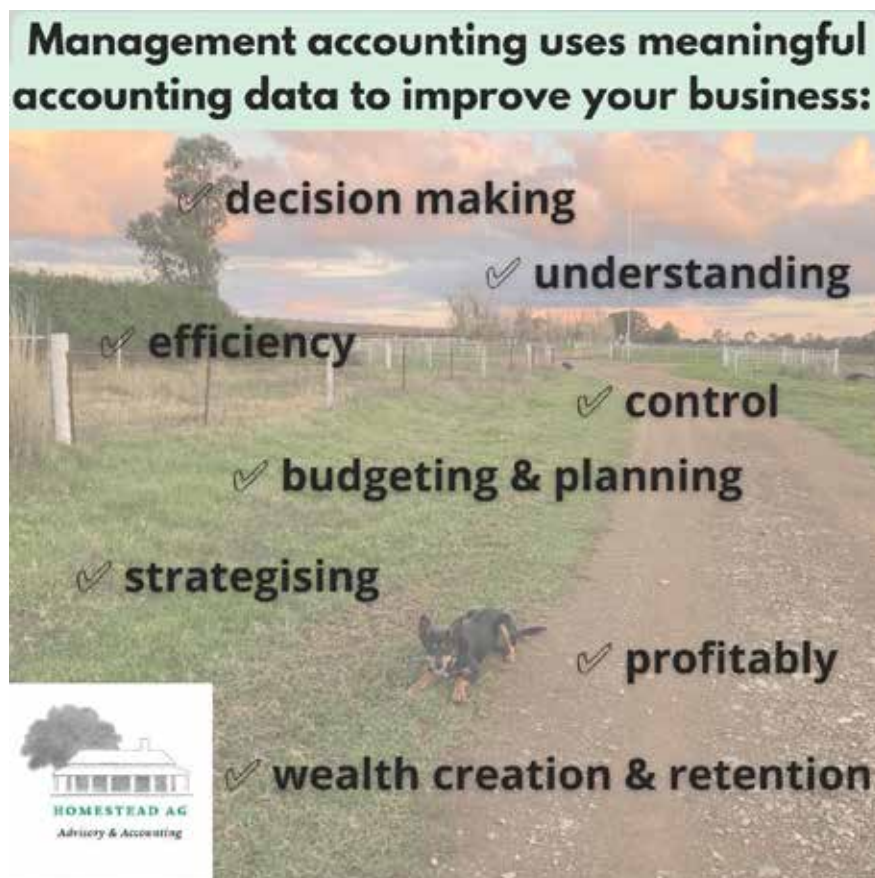 Management accounting uses meaningful
accounting data to improve your business:
✅ decision making
✅ understanding
✅ efficiency
✅ control
✅ budgeting & planning
✅ strategising
✅ profitably
✅ wealth creation & retention
HOMESTEAD AG
Advisory & Accounting